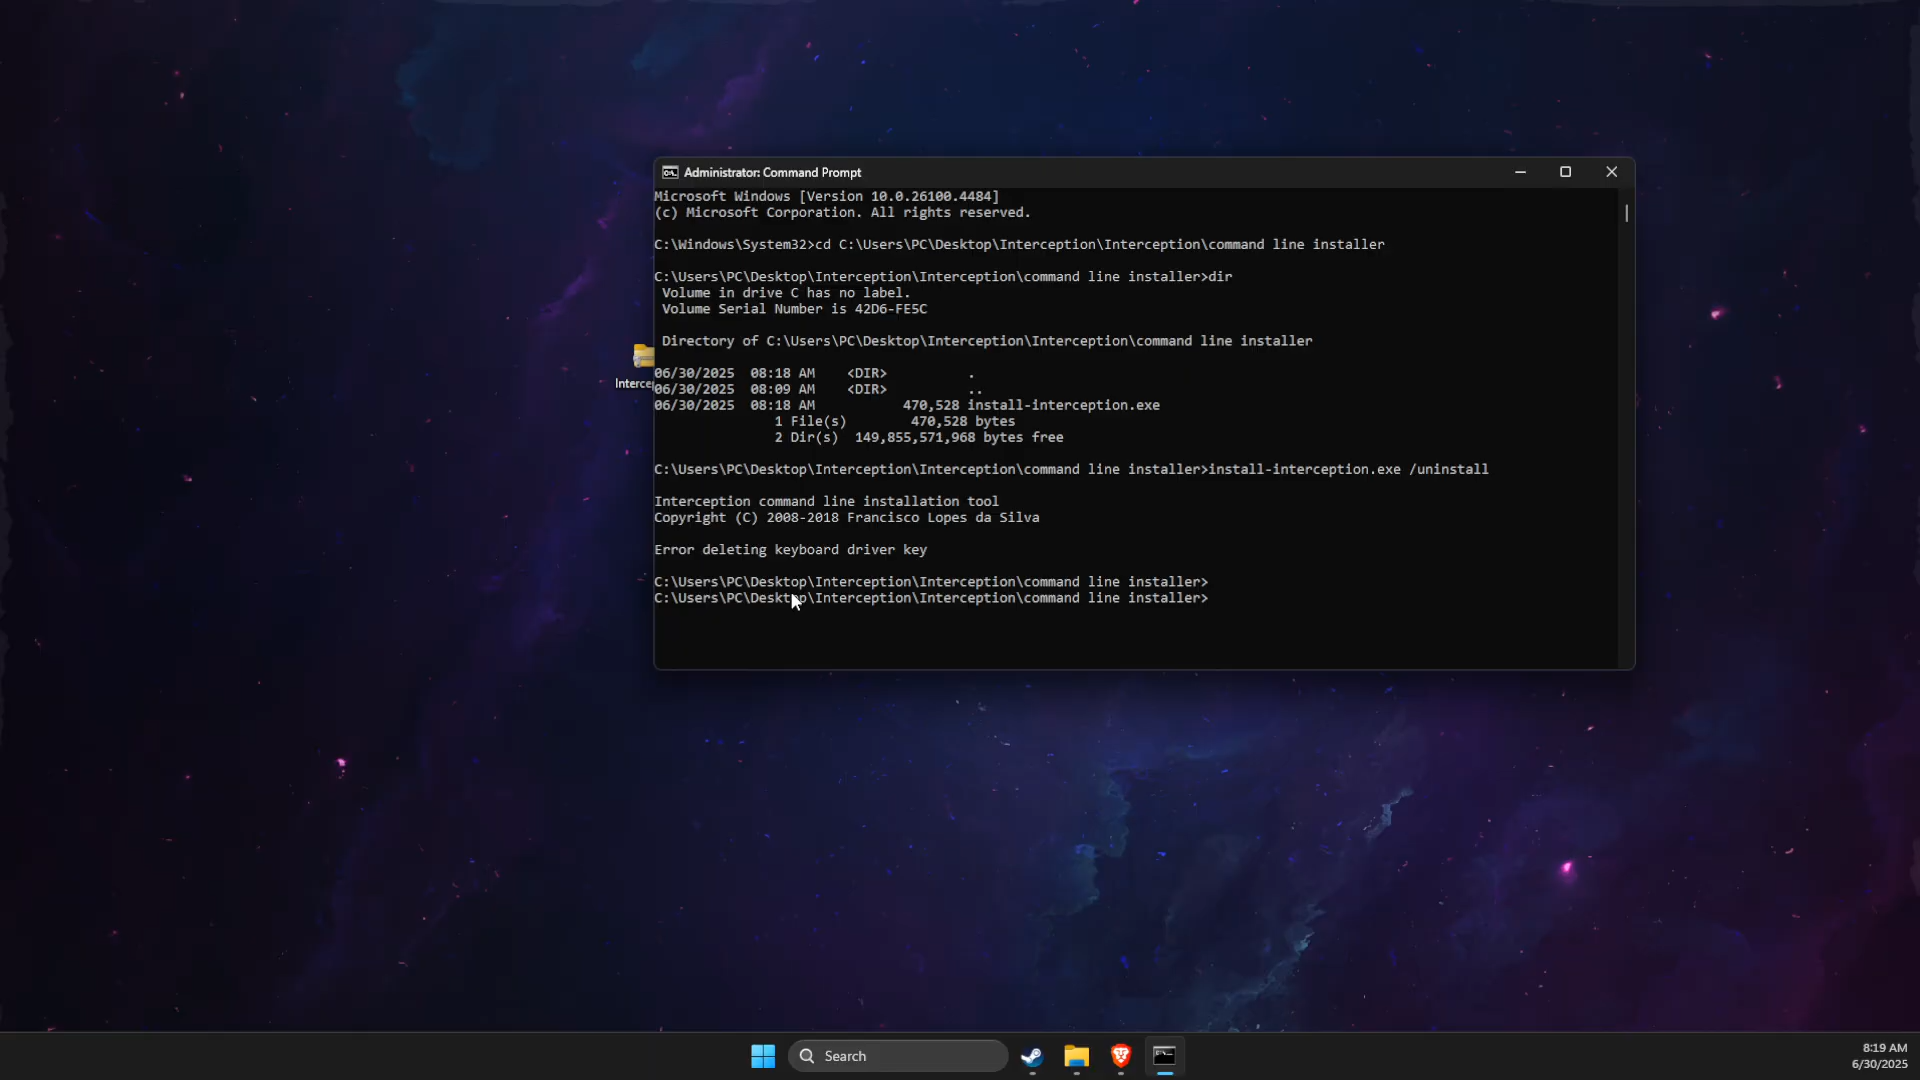 Administrator: Command Prompt
Microsoft Windows [Version 10.0.26100.4484]
(c) Microsoft Corporation. All rights reserved.
C:\Windows\System32>cd C:\Users\PC\Desktop\Interception\Interception\command line installer
C:\Users\PC\Desktop\Interception\Interception\command line installer>dir
Volume in drive C has no label.
Volume Serial Number is 42D6-FE5C
Directory of C:\Users\PC\Desktop\Interception\Interception\command line installer
06/30/2025  08:18 AM    <DIR>          .
06/30/2025  08:09 AM    <DIR>          ..
06/30/2025  08:18 AM           470,528 install-interception.exe
1 File(s)        470,528 bytes
2 Dir(s)  149,855,571,968 bytes free
C:\Users\PC\Desktop\Interception\Interception\command line installer>install-interception.exe /uninstall
Interception command line installation tool
Copyright (C) 2008-2018 Francisco Lopes da Silva
Error deleting keyboard driver key
C:\Users\PC\Desktop\Interception\Interception\command line installer>
C:\Users\PC\Desktop\Interception\Interception\command line installer>
Interce
Search
8:19 AM
6/30/2025